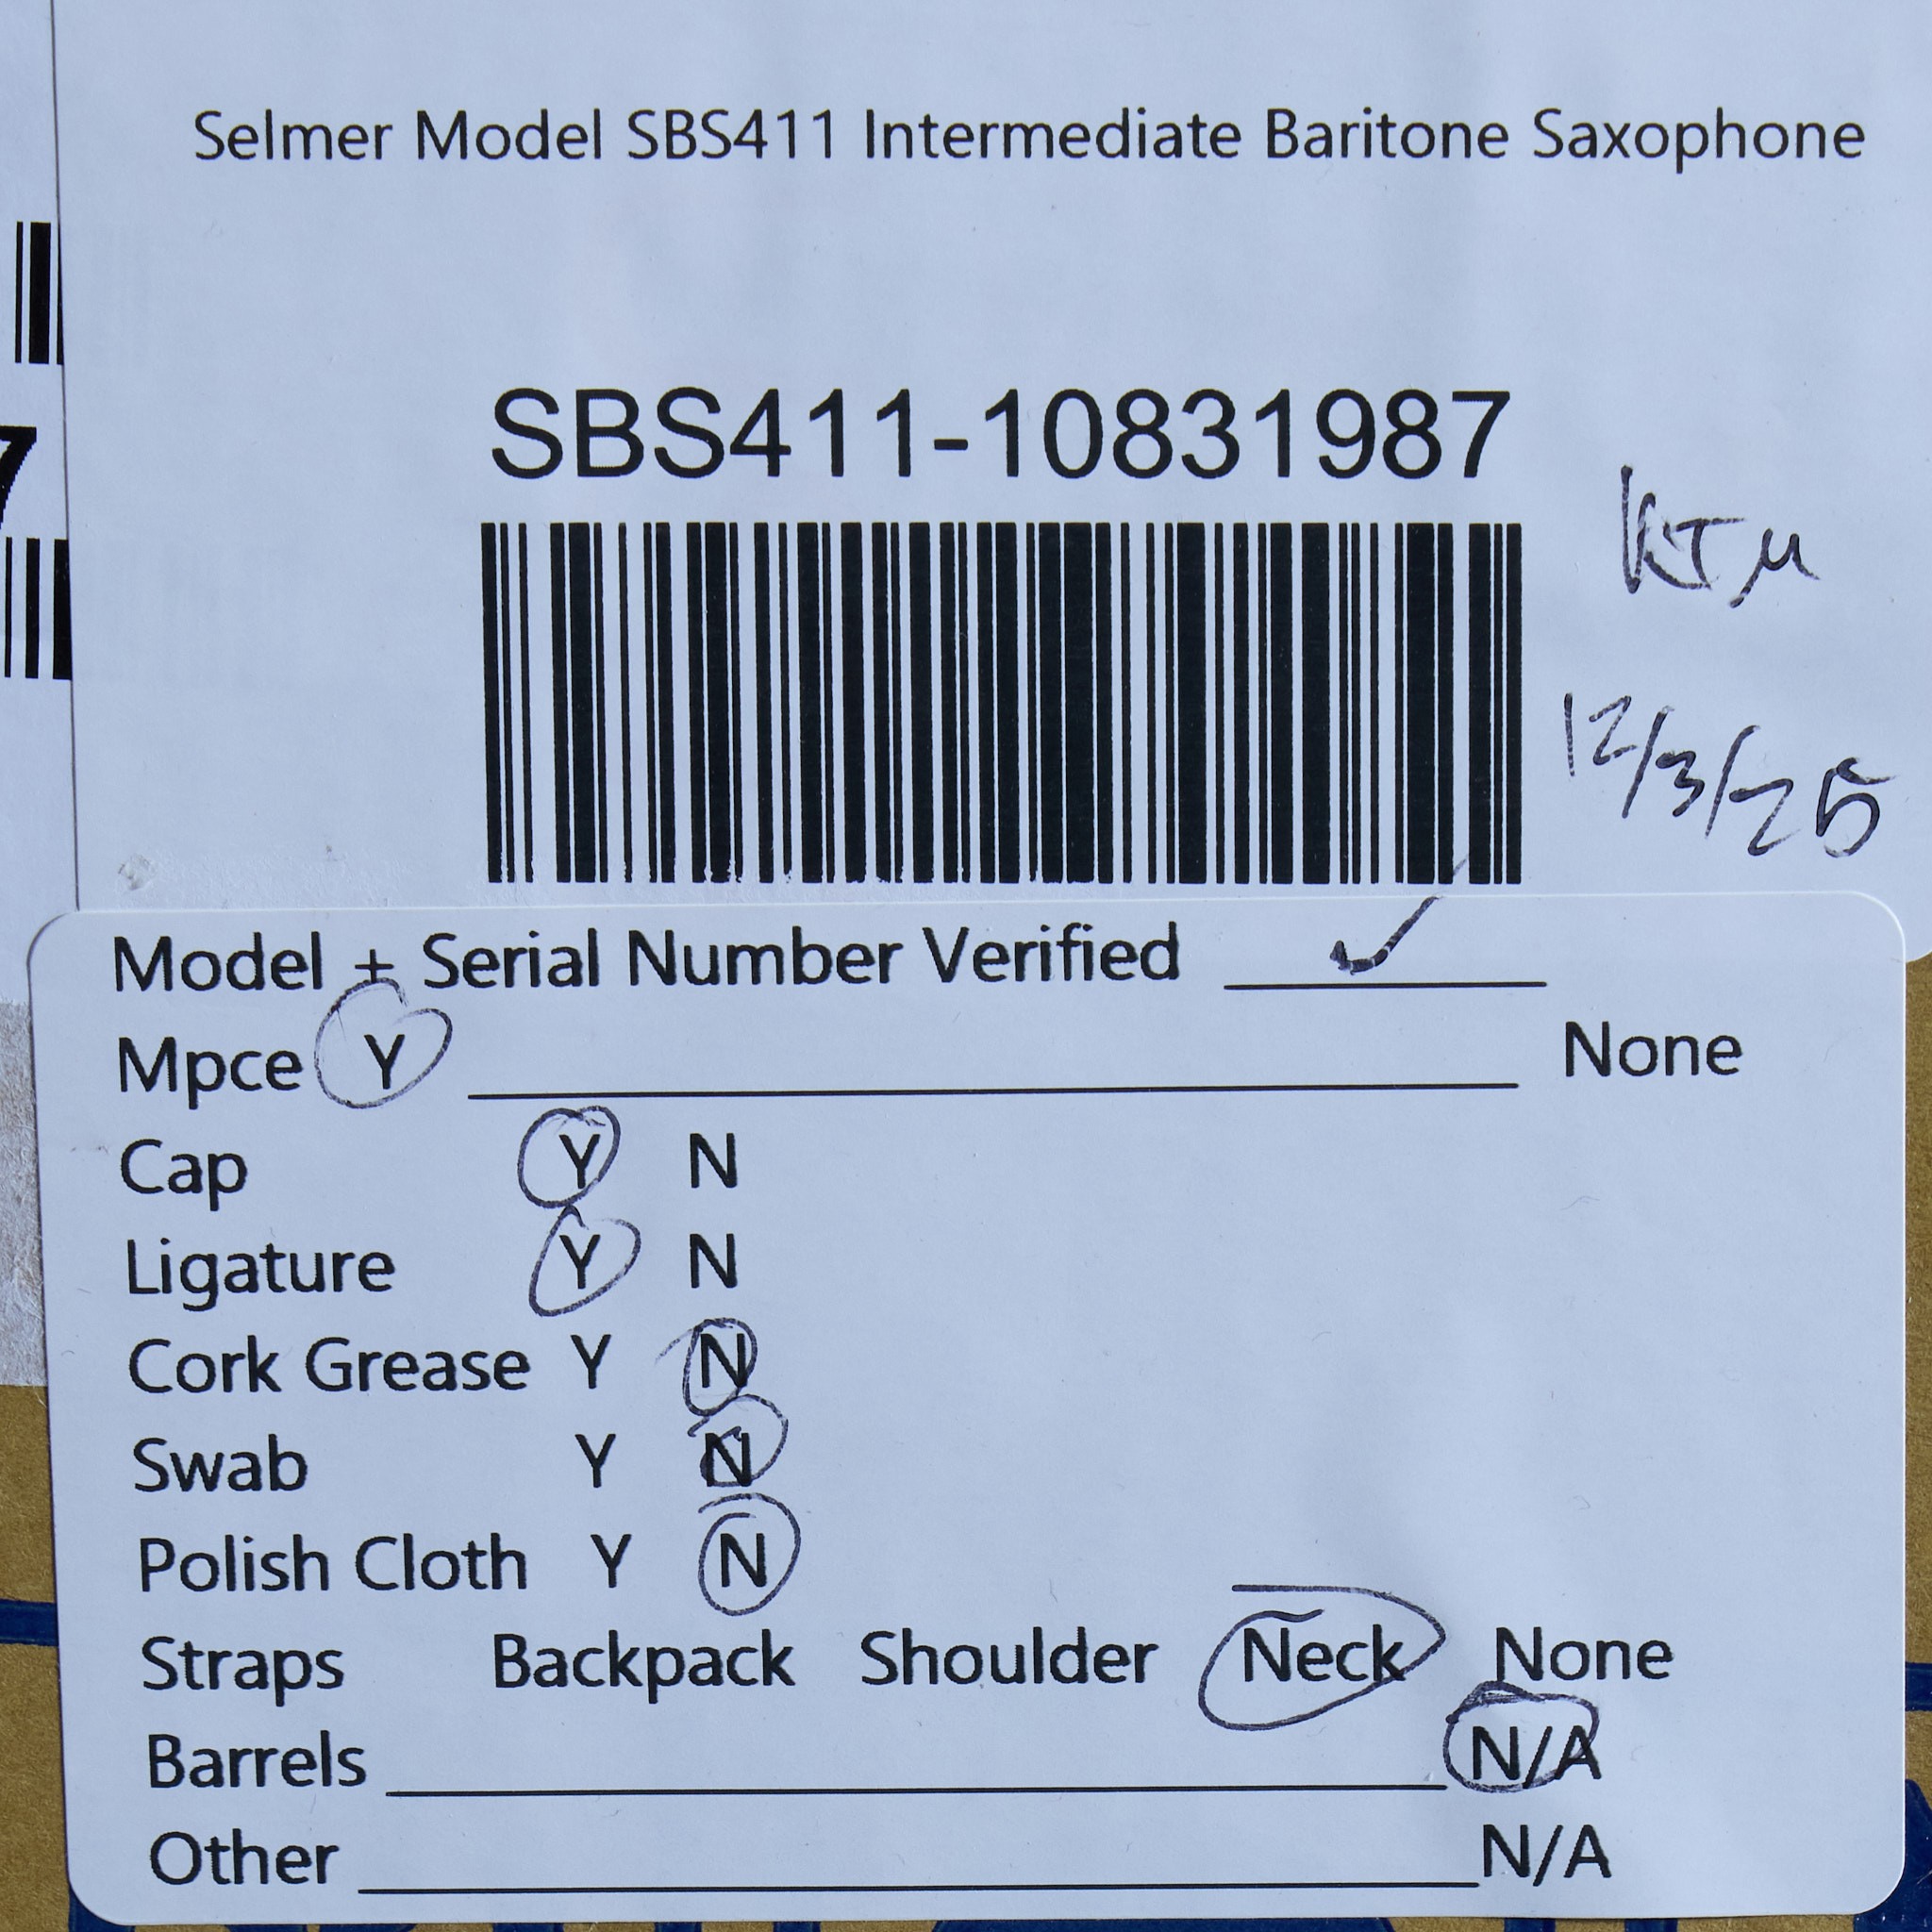 Selmer Model SBS411 Intermediate Baritone Saxophone
7
SBS411-10831987
KTM
12/3/25
Model + Serial Number Verified ✓
Mpce Y None
Cap Y N
Ligature Y N
Cork Grease Y N
Swab Y N
Polish Cloth Y N
Straps Backpack Shoulder Neck None
Barrels N/A
Other N/A